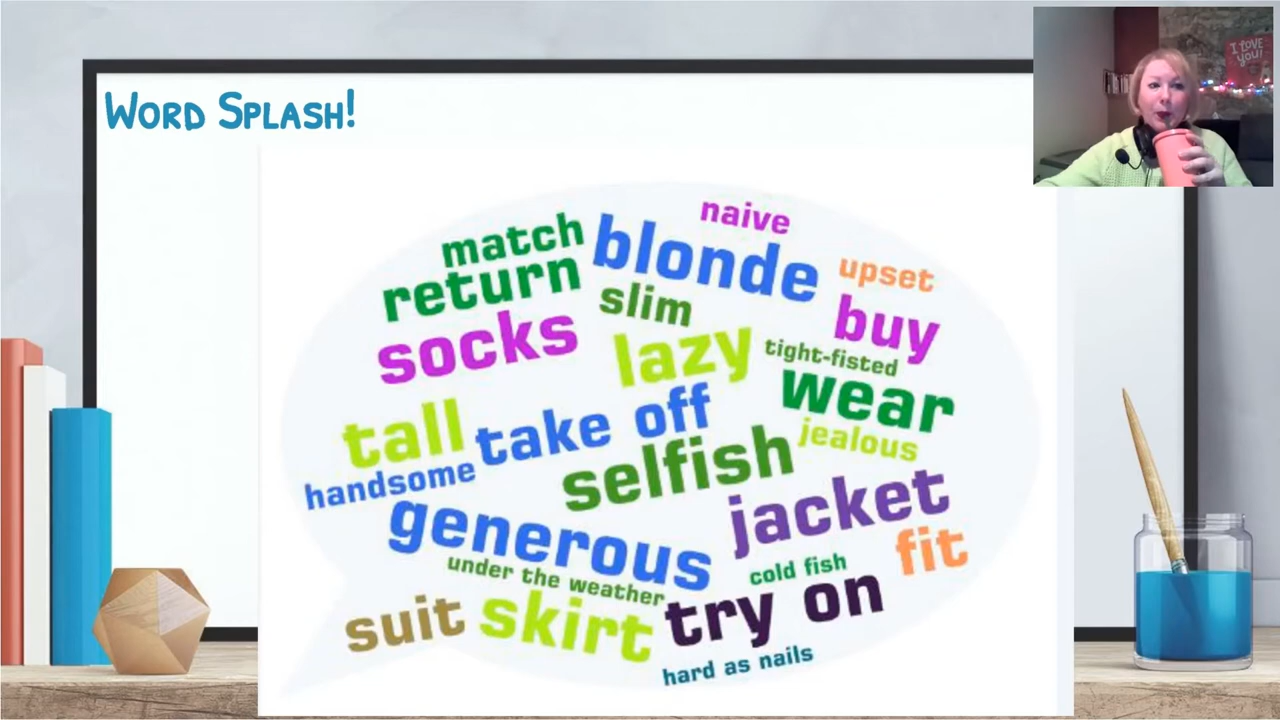 WORD SPLASH!
I LOVE
you!
naive
match
blonde
return
upset
slim
buy
socks
lazy
tight-fisted
wear
tall
take off
jealous
selfish
handsome
jacket
generous
fit
under the weather
cold fish
suit
skirt
try on
hard as nails